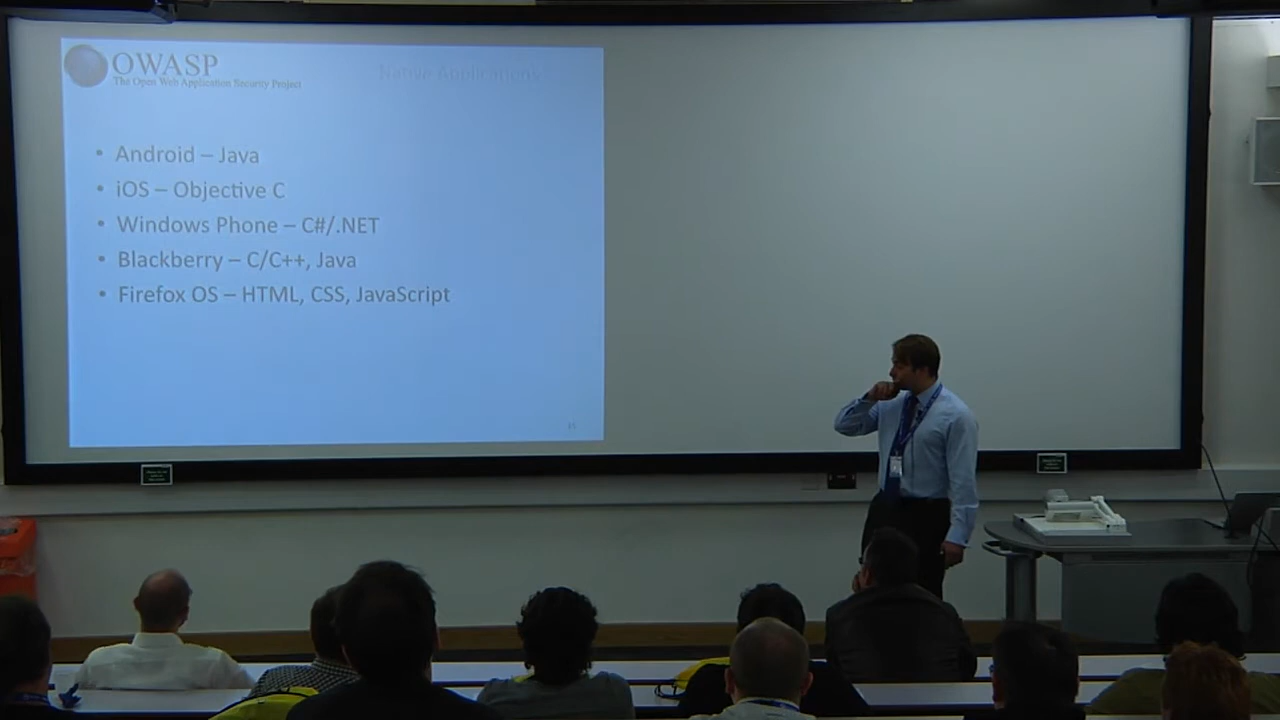 OWASP
The Open Web Application Security Project
Native Applications
• Android – Java
• iOS – Objective C
• Windows Phone – C#/.NET
• Blackberry – C/C++, Java
• Firefox OS – HTML, CSS, JavaScript